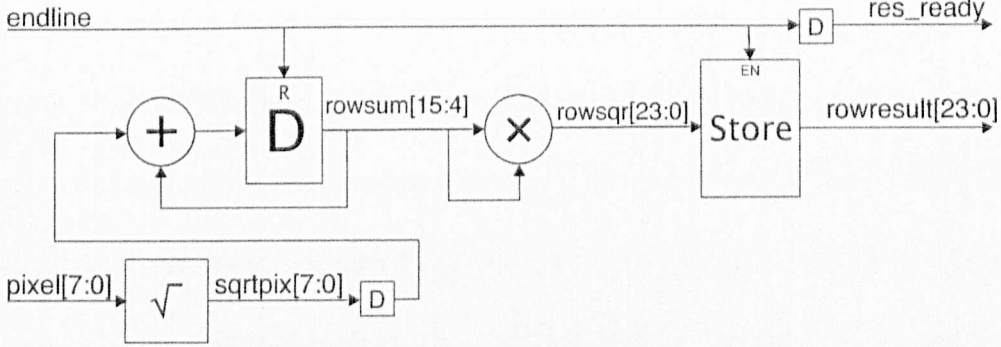 endline
D
res_ready
R
D
rowsum[15:4]
+
×
rowsqr[23:0]
EN
Store
rowresult[23:0]
pixel[7:0]
√
sqrtpix[7:0]
D